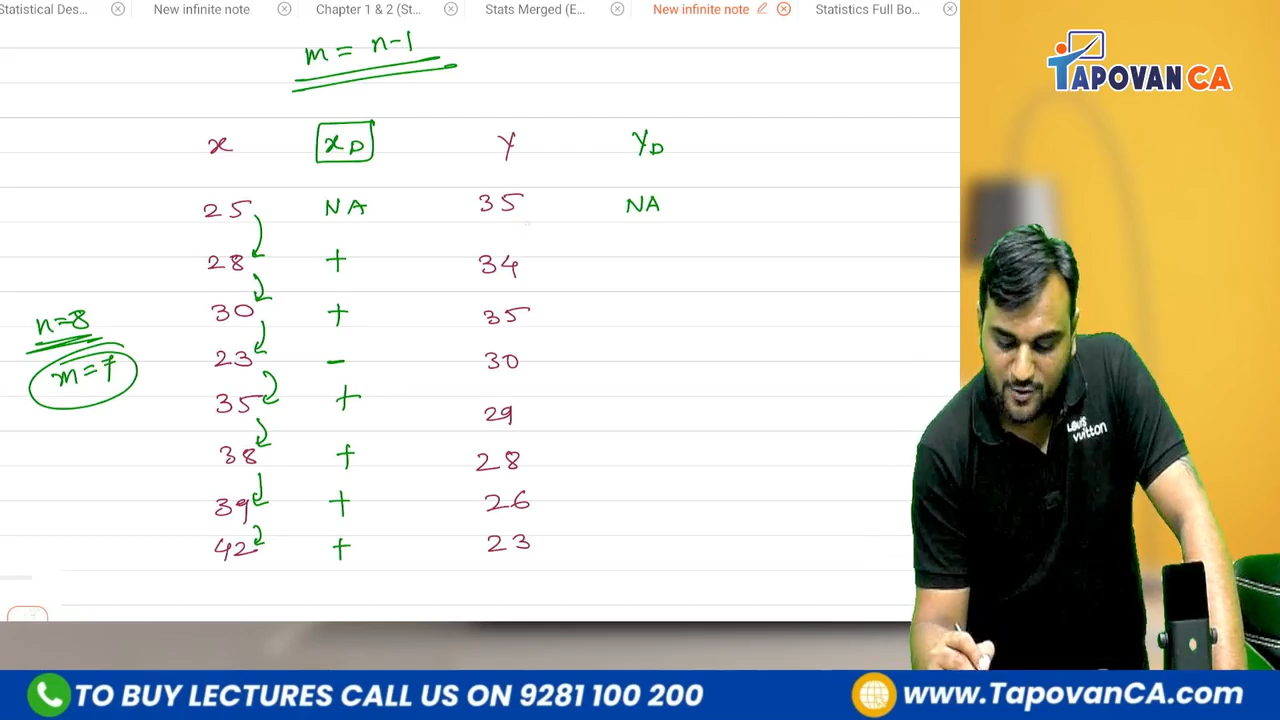 Statistical Des...
New infinite note
Chapter 1 & 2 (St...
Stats Merged (E...
New infinite note
Statistics Full Bo...
m = n-1
TAPOVAN CA
x xD y yD
25 NA 35 NA
28 + 34
30 + 35
n=8
23 - 30
m=7
35 + 29
38 + 28
39 + 26
42 + 23
Louis
vuitton
TO BUY LECTURES CALL US ON 9281 100 200
www.TapovanCA.com